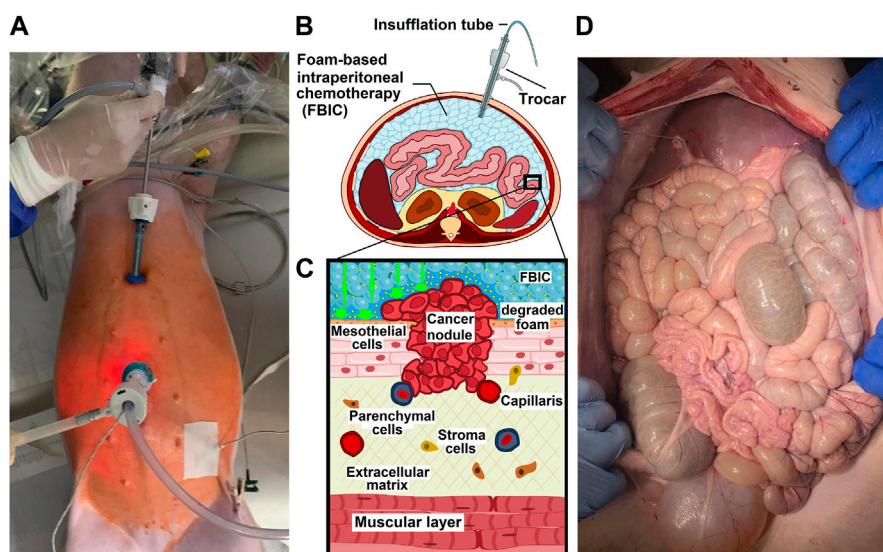 A
B
Insufflation tube
Foam-based
intraperitoneal
chemotherapy
(FBIC)
Trocar
C
FBIC
degraded
foam
Mesothelial
cells
Cancer
nodule
Capillaris
Parenchymal
cells
Stroma
cells
Extracellular
matrix
Muscular layer
D